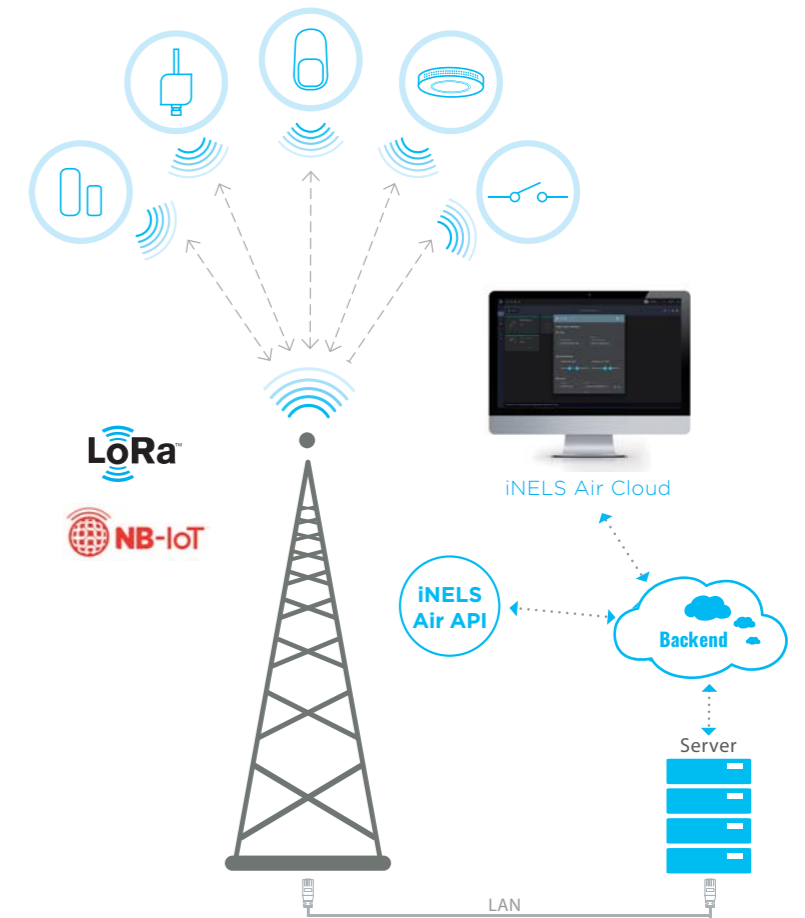 LoRa™
NB-IoT
iNELS Air Cloud
iNELS
Air API
Backend
Server
LAN